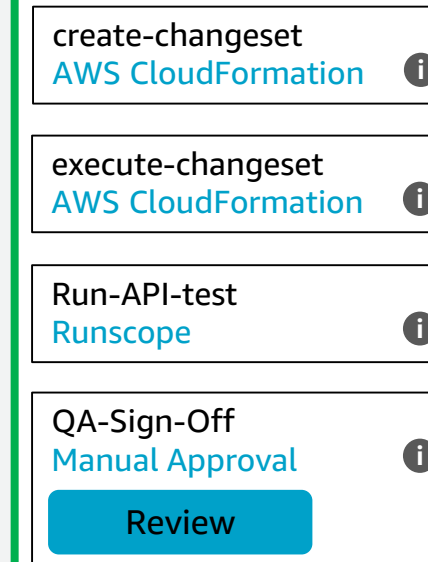 create-changeset
AWS CloudFormation
i
execute-changeset
AWS CloudFormation
i
Run-API-test
Runscope
i
QA-Sign-Off
Manual Approval
i
Review